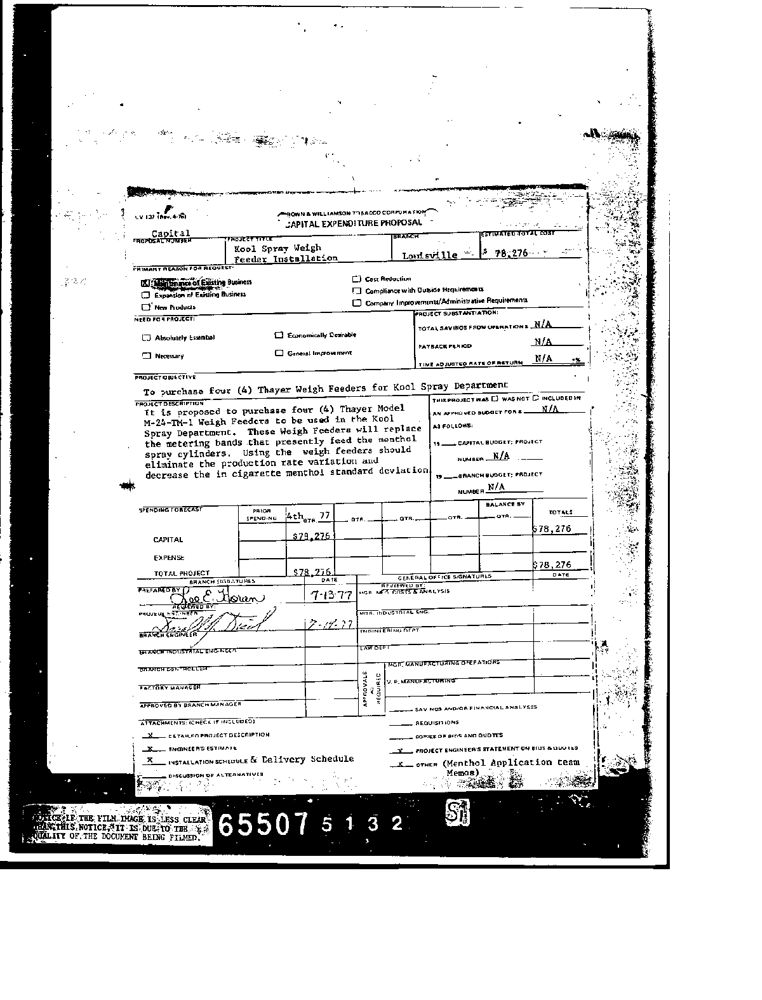 LV 137 (Rev. 4-76)
BROWN & WILLIAMSON TOBACCO CORPORATION
CAPITAL EXPENDITURE PROPOSAL
Capital
PROPOSAL NUMBER
PROJECT TITLE
Kool Spray Weigh
Feeder Installation
BRANCH
Louisville
ESTIMATED TOTAL COST
$ 78,276
PRIMARY REASON FOR REQUEST:
Maintenance of Existing Business
Expansion of Existing Business
New Products
Cost Reduction
Compliance with Outside Requirements
Company Improvements/Administrative Requirements
NEED FOR PROJECT:
Absolutely Essential
Necessary
Economically Desirable
General Improvement
PROJECT SUBSTANTIATION:
TOTAL SAVINGS FROM OPERATIONS N/A
PAYBACK PERIOD N/A
TIME ADJUSTED RATE OF RETURN N/A %
PROJECT OBJECTIVE
To purchase four (4) Thayer Weigh Feeders for Kool Spray Department
PROJECT DESCRIPTION
It is proposed to purchase four (4) Thayer Model
M-24-TM-1 Weigh Feeders to be used in the Kool
Spray Department. These Weigh Feeders will replace
the metering bands that presently feed the menthol
spray cylinders. Using the weigh feeders should
eliminate the production rate variation and
decrease the in cigarette menthol standard deviation
THIS PROJECT WAS WAS NOT INCLUDED IN
AN APPROVED BUDGET FOR $ N/A
AS FOLLOWS:
19 CAPITAL BUDGET; PROJECT
NUMBER N/A
19 BRANCH BUDGET; PROJECT
NUMBER N/A
SPENDING FORECAST
PRIOR SPENDING
4th QTR. 77
QTR.
QTR.
QTR.
BALANCE BY
QTR.
TOTALS
CAPITAL $78,276 $78,276
EXPENSE
TOTAL PROJECT $78,276 $78,276
BRANCH SIGNATURES DATE
GENERAL OFFICE SIGNATURES DATE
PREPARED BY
7-13-77
REVIEWED BY:
MGR. MFG. COSTS & ANALYSIS
REVIEWED BY
PROJECT ENGINEER
7-14-77
MGR. INDUSTRIAL ENG.
BRANCH ENGINEER
ENGINEERING DEPT.
BRANCH INDUSTRIAL ENGINEER
LAW DEPT.
BRANCH CONTROLLER
MGR, MANUFACTURING OPERATIONS
FACTORY MANAGER
V. P. MANUFACTURING
APPROVALS AS REQUIRED
APPROVED BY BRANCH MANAGER
ATTACHMENTS: (CHECK IF INCLUDED)
X DETAILED PROJECT DESCRIPTION
X ENGINEERS ESTIMATE
X INSTALLATION SCHEDULE & Delivery Schedule
DISCUSSION OF ALTERNATIVES
SAVINGS AND/OR FINANCIAL ANALYSIS
REQUISITIONS
COPIES OF BIDS AND QUOTES
X PROJECT ENGINEER'S STATEMENT ON BIDS & QUOTES
X OTHER (Menthol Application team
Memos)
NOTICE: IF THE FILM IMAGE IS LESS CLEAR
THAN THIS NOTICE, IT IS DUE TO THE
QUALITY OF THE DOCUMENT BEING FILMED.
65507 5132